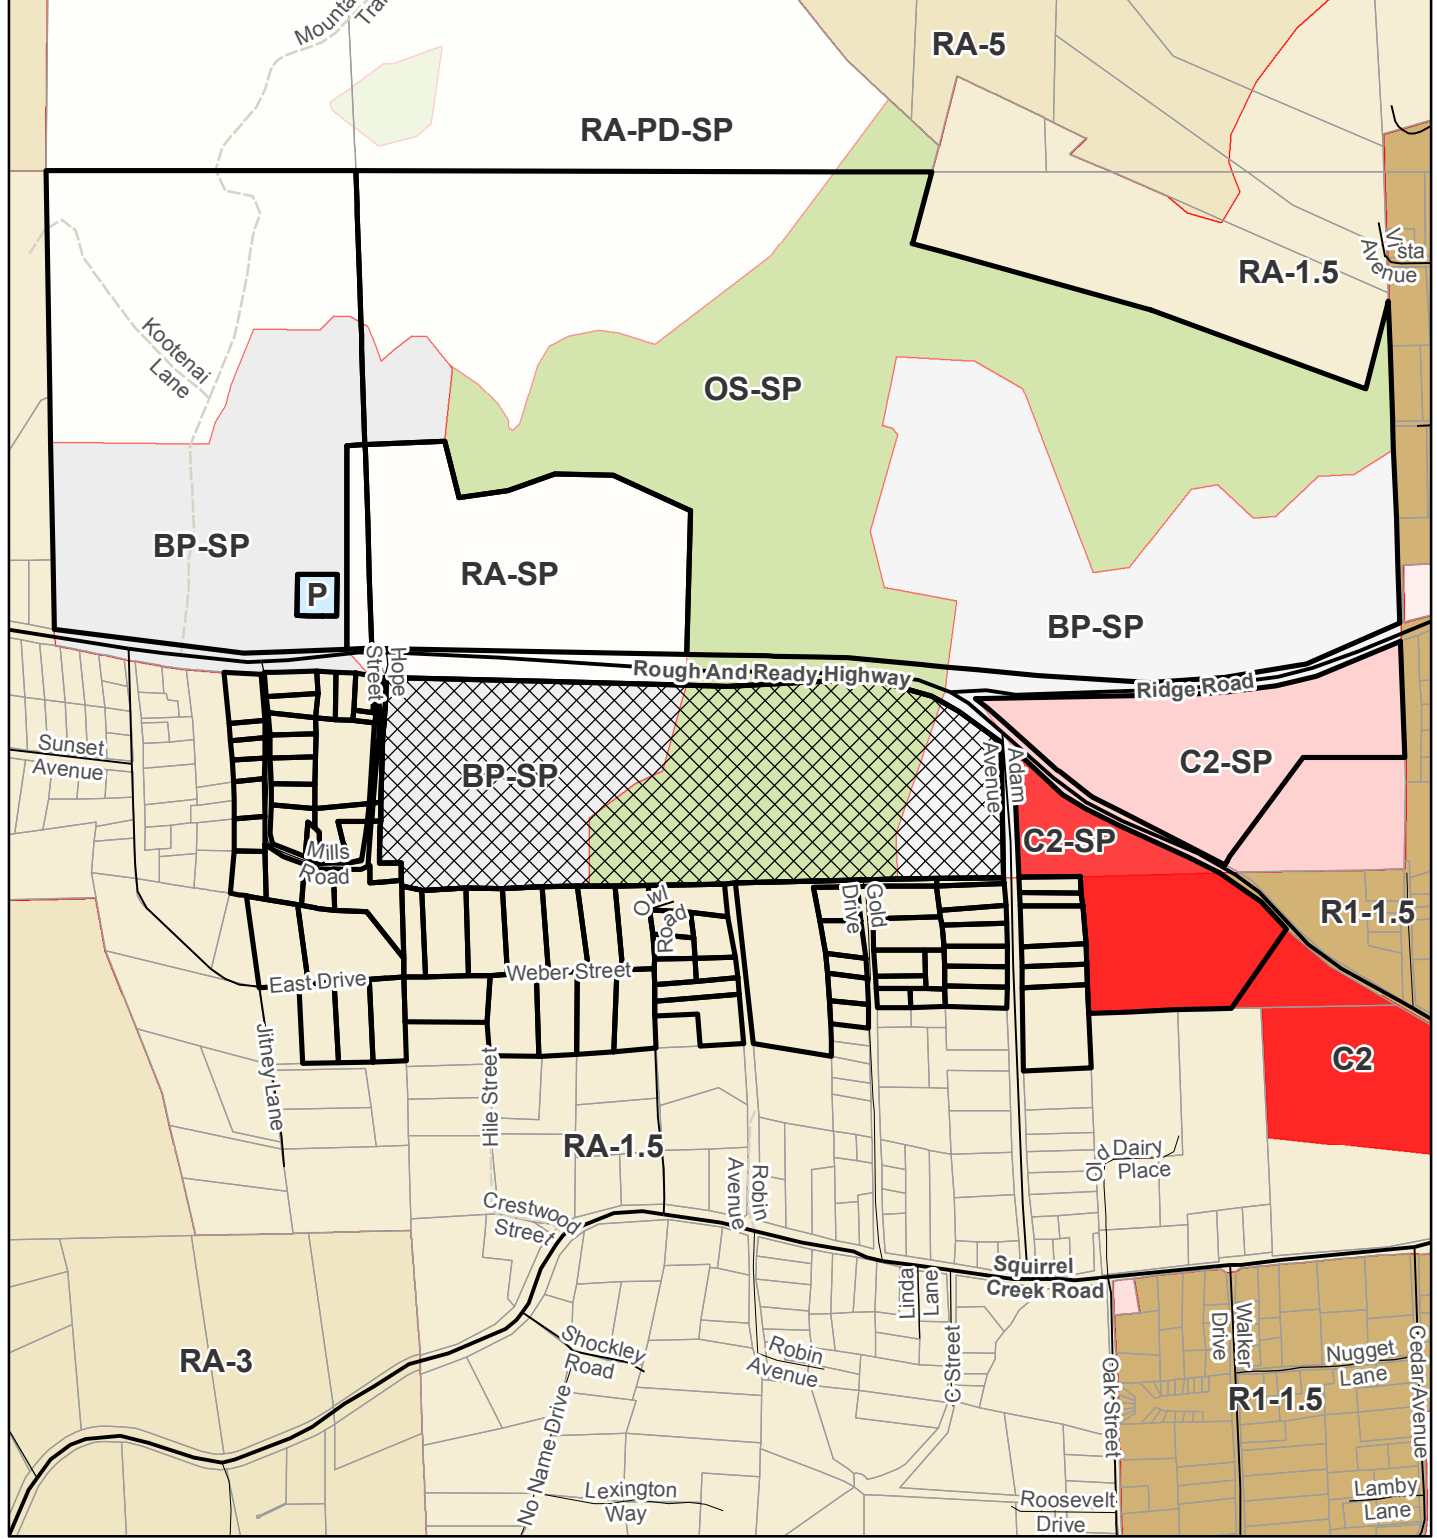 Mounta
Tra
RA-5
RA-PD-SP
Vista
Avenue
RA-1.5
Kootenai
Lane
OS-SP
BP-SP
P
RA-SP
BP-SP
Hope
Street
Rough And Ready Highway
Ridge Road
Sunset
Avenue
BP-SP
Adam
Avenue
C2-SP
C2-SP
Mills
Road
Owl
Road
Gold
Drive
R1-1.5
East Drive
Weber Street
Jitney Lane
Hile Street
C2
RA-1.5
Old
Dairy
Place
Robin
Avenue
Crestwood
Street
Squirrel
Creek Road
Linda
Lane
C Street
Walker
Drive
Nugget
Lane
Cedar Avenue
Shockley
Road
Robin
Avenue
RA-3
Oak Street
R1-1.5
No Name Drive
Lexington
Way
Roosevelt
Drive
Lamby
Lane